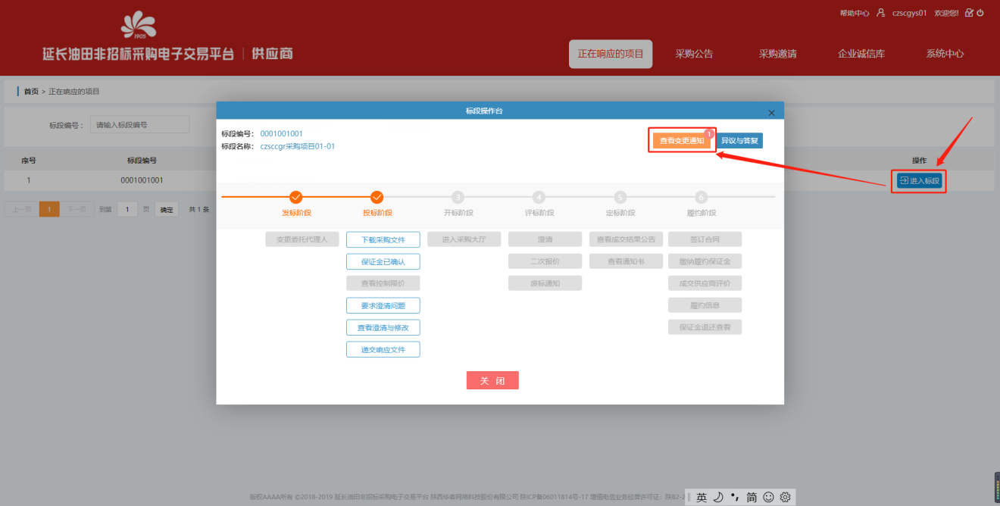 帮助中心 czscgys01 欢迎您!!
1905
延长油田非招标采购电子交易平台 | 供应商
正在响应的项目 采购公告 采购邀请 企业诚信库 系统中心
首页 > 正在响应的项目
标段编号： 请输入标段编号
序号 标段编号 操作
1 0001001001 进入标段
上一页 1 下一页 到第 1 页 确定 共 1 条
标段操作台 ×
标段编号： 0001001001
标段名称： czsccgr采购项目01-01
查看变更通知 1 异议与答复
3 4 5 6
发标阶段 投标阶段 开标阶段 评标阶段 定标阶段 履约阶段
变更委托代理人 下载采购文件 进入采购大厅 澄清 查看成交结果公告 签订合同
保证金已确认 二次报价 查看通知书 缴纳履约保证金
查看控制限价 废标通知 成交供应商评价
要求澄清问题 履约信息
查看澄清与修改 保证金退还查看
递交响应文件
关 闭
版权AAAA所有 ©2018-2019 延长油田非招标采购电子交易平台 陕西华春网络科技股份有限公司 陕ICP备06011814号-17 增值电信业务经营许可证：陕B2-2
英 简